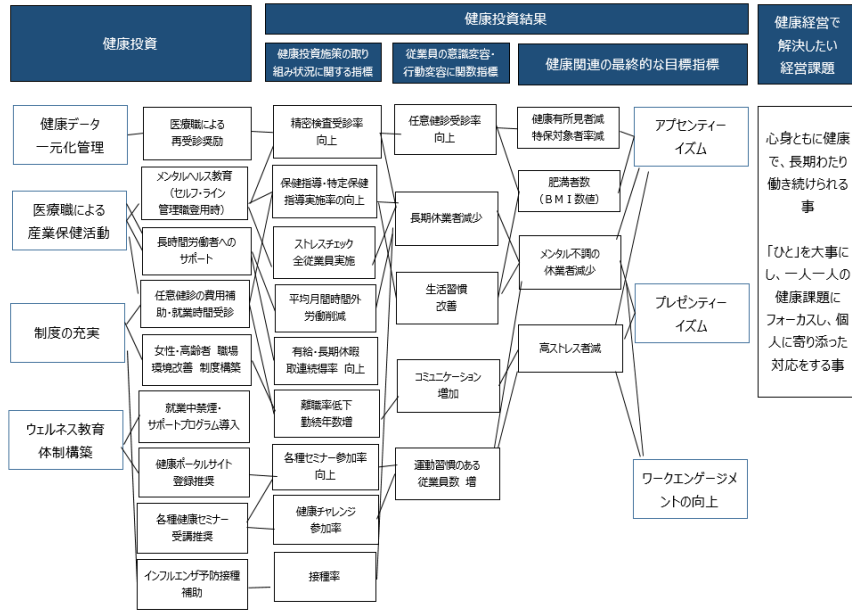 健康投資
健康投資結果
健康経営で
解決したい
経営課題
健康投資施策の取り
組み状況に関する指標
従業員の意識変容・
行動変容に関数指標
健康関連の最終的な目標指標
健康データ
一元化管理
医療職による
産業保健活動
制度の充実
ウェルネス教育
体制構築
医療職による
再受診奨励
メンタルヘルス教育
(セルフ・ライン
管理職登用時)
長時間労働者への
サポート
任意健診の費用補
助・就業時間受診
女性・高齢者 職場
環境改善 制度構築
就業中禁煙・
サポートプログラム導入
健康ポータルサイト
登録推奨
各種健康セミナー
受講推奨
インフルエンザ予防接種
補助
精密検査受診率
向上
保健指導・特定保健
指導実施率の向上
ストレスチェック
全従業員実施
平均月間時間外
労働削減
有給・長期休暇
取連続得率 向上
離職率低下
勤続年数増
各種セミナー参加率
向上
健康チャレンジ
参加率
接種率
任意健診受診率
向上
長期休業者減少
生活習慣
改善
コミュニケーション
増加
運動習慣のある
従業員数 増
健康有所見者減
特保対象者率減
肥満者数
(BMI数値)
メンタル不調の
休業者減少
高ストレス者減
アプセンティー
イズム
プレゼンティー
イズム
ワークエンゲージメ
ントの向上
心身ともに健康
で、長期わたり
働き続けられる
事
「ひと」を大事に
し、一人一人の
健康課題に
フォーカスし、個
人に寄り添った
対応をする事